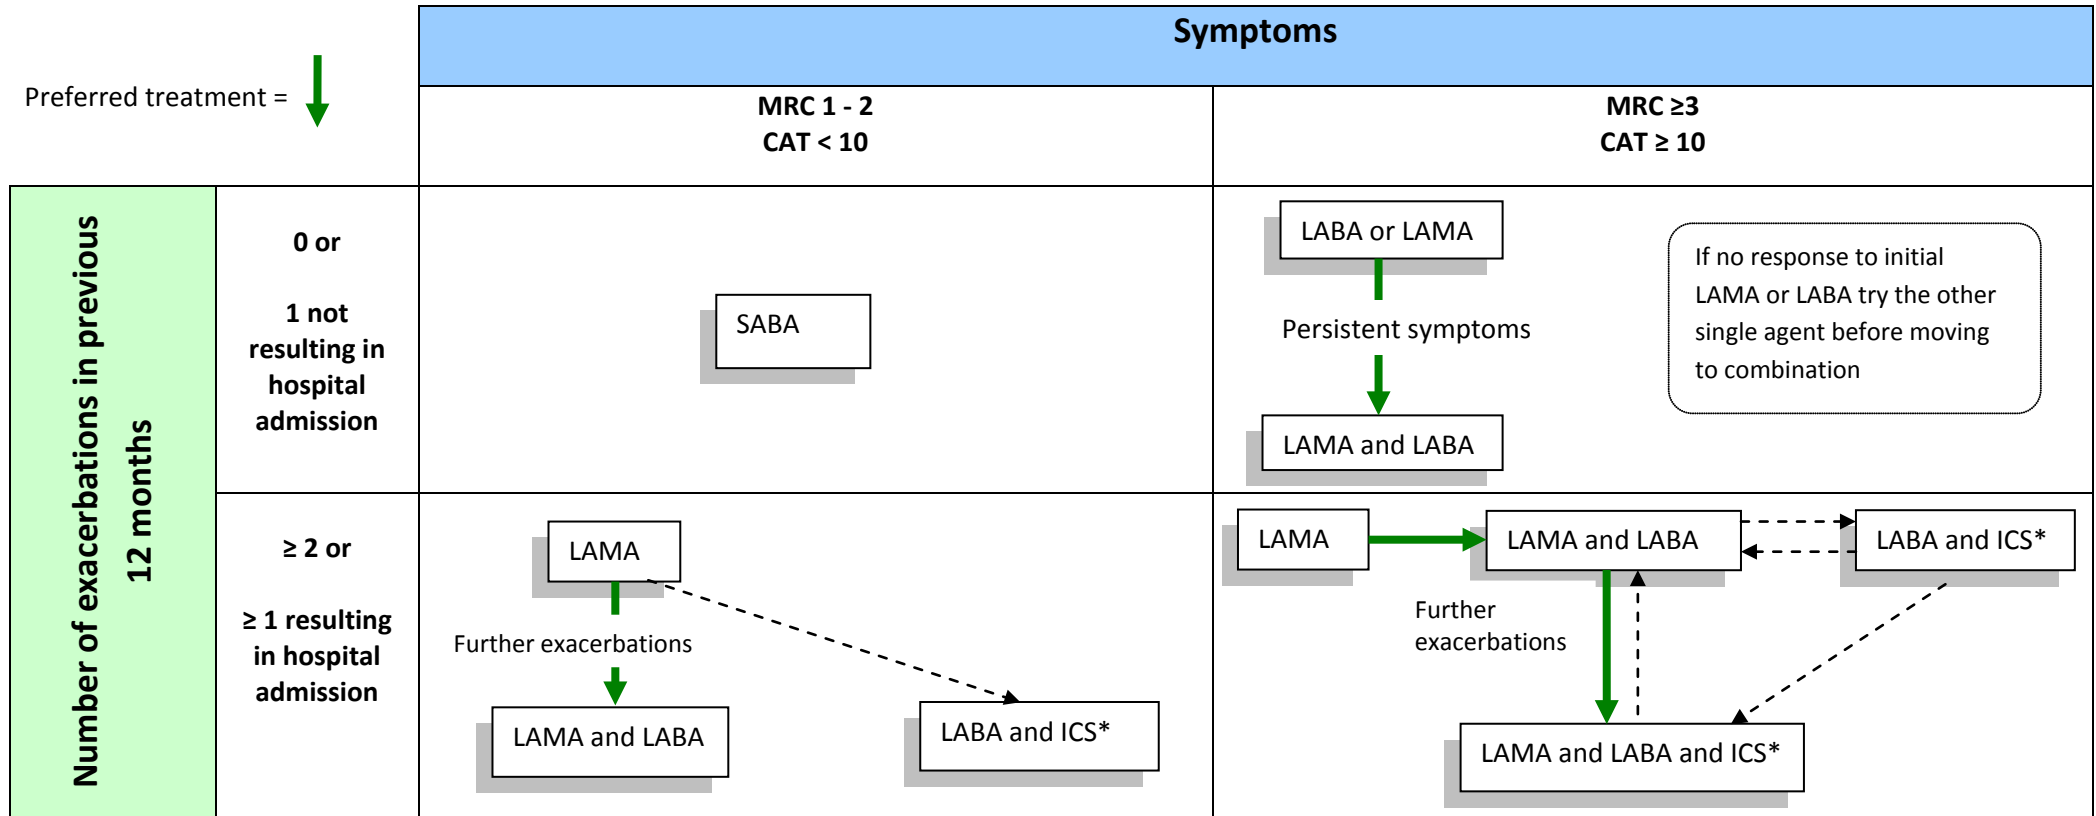 Preferred treatment =
Symptoms
MRC 1 - 2
CAT < 10
MRC ≥3
CAT ≥ 10
Number of exacerbations in previous
12 months
0 or
1 not
resulting in
hospital
admission
SABA
LABA or LAMA
Persistent symptoms
LAMA and LABA
If no response to initial
LAMA or LABA try the other
single agent before moving
to combination
≥ 2 or
≥ 1 resulting
in hospital
admission
LAMA
Further exacerbations
LAMA and LABA
LABA and ICS*
LAMA
LAMA and LABA
LABA and ICS*
Further
exacerbations
LAMA and LABA and ICS*